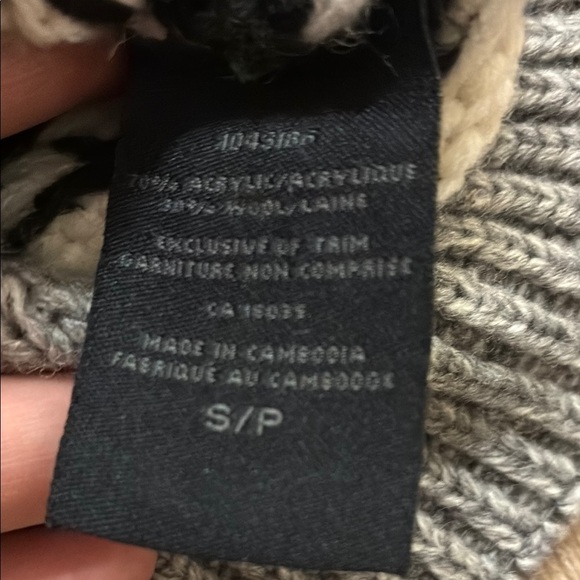 70% ACRYLIC/ACRYLIQUE
30% WOOL/LAINE
EXCLUSIVE OF TRIM
GARNITURE NON COMPRISE
CA 18035
MADE IN CAMBODIA
FABRIQUE AU CAMBODGE
S/P